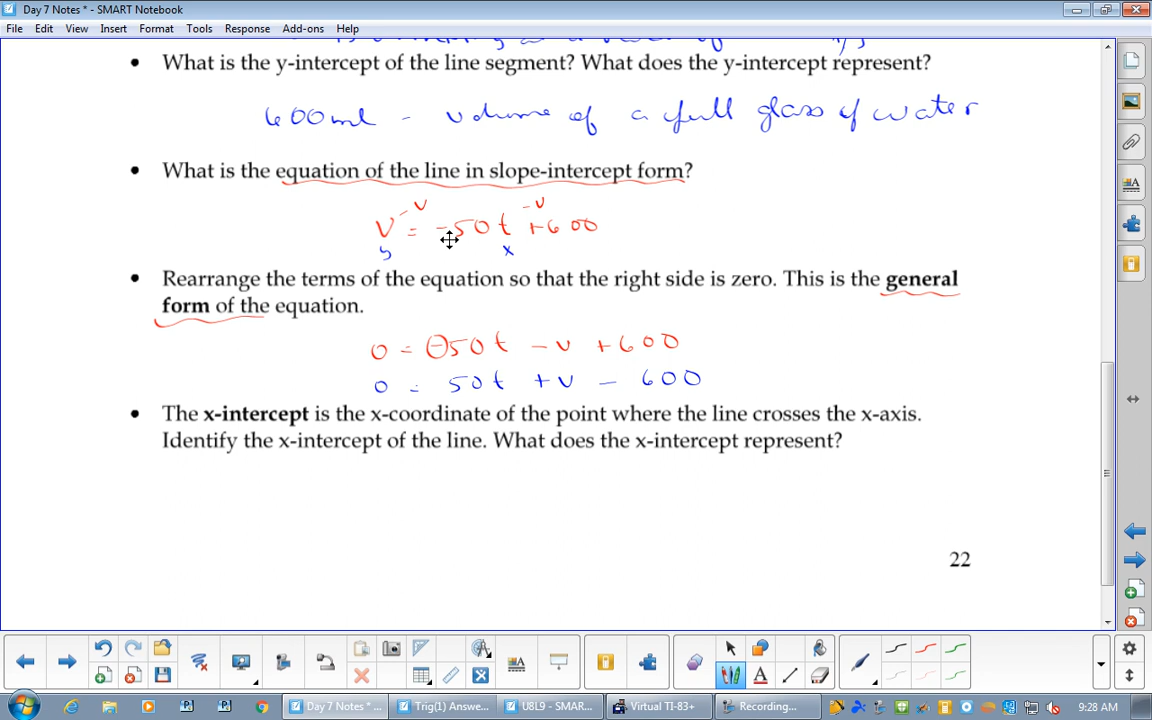 Day 7 Notes * - SMART Notebook
File Edit View Insert Format Tools Response Add-ons Help
What is the y-intercept of the line segment? What does the y-intercept represent?
600ml - volume of a full glass of water
What is the equation of the line in slope-intercept form?
-V -V
V = -50t +600
y x
Rearrange the terms of the equation so that the right side is zero. This is the general
form of the equation.
0 = -50t - v +600
0 = 50t + v - 600
The x-intercept is the x-coordinate of the point where the line crosses the x-axis.
Identify the x-intercept of the line. What does the x-intercept represent?
22
Day 7 Notes * ... Trig(1) Answe... U8L9 - SMAR... Virtual TI-83+ Recording... 9:28 AM